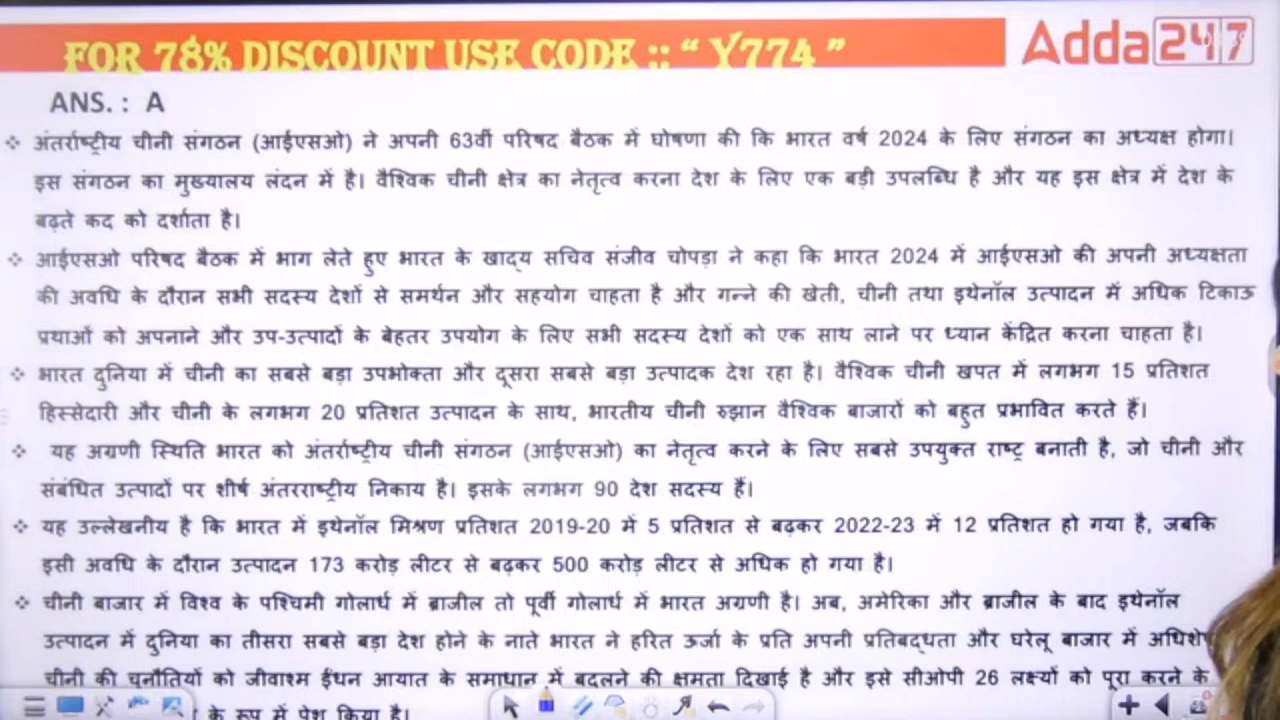 FOR 78% DISCOUNT USE CODE :: “ Y774 ”
Adda247
ANS. : A
❖ अंतर्राष्ट्रीय चीनी संगठन (आईएसओ) ने अपनी 63वीं परिषद बैठक में घोषणा की कि भारत वर्ष 2024 के लिए संगठन का अध्यक्ष होगा।
इस संगठन का मुख्यालय लंदन में है। वैश्विक चीनी क्षेत्र का नेतृत्व करना देश के लिए एक बड़ी उपलब्धि है और यह इस क्षेत्र में देश के
बढ़ते कद को दर्शाता है।
❖ आईएसओ परिषद बैठक में भाग लेते हुए भारत के खाद्य सचिव संजीव चोपड़ा ने कहा कि भारत 2024 में आईएसओ की अपनी अध्यक्षता
की अवधि के दौरान सभी सदस्य देशों से समर्थन और सहयोग चाहता है और गन्ने की खेती, चीनी तथा इथेनॉल उत्पादन में अधिक टिकाऊ
प्रथाओं को अपनाने और उप-उत्पादों के बेहतर उपयोग के लिए सभी सदस्य देशों को एक साथ लाने पर ध्यान केंद्रित करना चाहता है।
❖ भारत दुनिया में चीनी का सबसे बड़ा उपभोक्ता और दूसरा सबसे बड़ा उत्पादक देश रहा है। वैश्विक चीनी खपत में लगभग 15 प्रतिशत
हिस्सेदारी और चीनी के लगभग 20 प्रतिशत उत्पादन के साथ, भारतीय चीनी रुझान वैश्विक बाजारों को बहुत प्रभावित करते हैं।
❖ यह अग्रणी स्थिति भारत को अंतर्राष्ट्रीय चीनी संगठन (आईएसओ) का नेतृत्व करने के लिए सबसे उपयुक्त राष्ट्र बनाती है, जो चीनी और
संबंधित उत्पादों पर शीर्ष अंतरराष्ट्रीय निकाय है। इसके लगभग 90 देश सदस्य हैं।
❖ यह उल्लेखनीय है कि भारत में इथेनॉल मिश्रण प्रतिशत 2019-20 में 5 प्रतिशत से बढ़कर 2022-23 में 12 प्रतिशत हो गया है, जबकि
इसी अवधि के दौरान उत्पादन 173 करोड़ लीटर से बढ़कर 500 करोड़ लीटर से अधिक हो गया है।
❖ चीनी बाजार में विश्व के पश्चिमी गोलार्ध में ब्राजील तो पूर्वी गोलार्ध में भारत अग्रणी है। अब, अमेरिका और ब्राजील के बाद इथेनॉल
उत्पादन में दुनिया का तीसरा सबसे बड़ा देश होने के नाते भारत ने हरित ऊर्जा के प्रति अपनी प्रतिबद्धता और घरेलू बाजार में
चीनी की चुनौतियों को जीवाश्म ईंधन आयात के समाधान में बदलने की क्षमता दिखाई है और इसे सीओपी 26 लक्ष्यों को पूरा करने के
के रूप में पेश किया है।